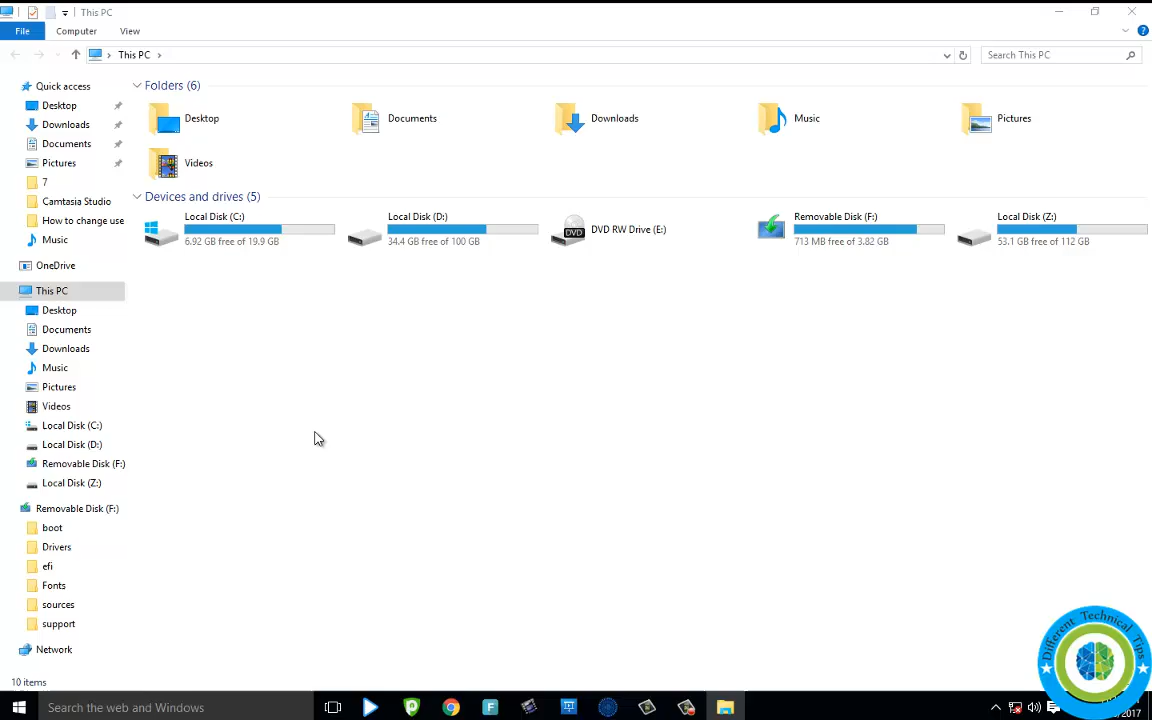 This PC
File
Computer
View
This PC
Search This PC
Quick access
Desktop
Downloads
Documents
Pictures
7
Camtasia Studio
How to change use
Music
OneDrive
This PC
Desktop
Documents
Downloads
Music
Pictures
Videos
Local Disk (C:)
Local Disk (D:)
Removable Disk (F:)
Local Disk (Z:)
Removable Disk (F:)
boot
Drivers
efi
Fonts
sources
support
Network
Folders (6)
Desktop
Documents
Downloads
Music
Pictures
Videos
Devices and drives (5)
Local Disk (C:)
6.92 GB free of 19.9 GB
Local Disk (D:)
34.4 GB free of 100 GB
DVD
DVD RW Drive (E:)
Removable Disk (F:)
713 MB free of 3.82 GB
Local Disk (Z:)
53.1 GB free of 112 GB
10 items
Search the web and Windows
F
Different Technical Tips